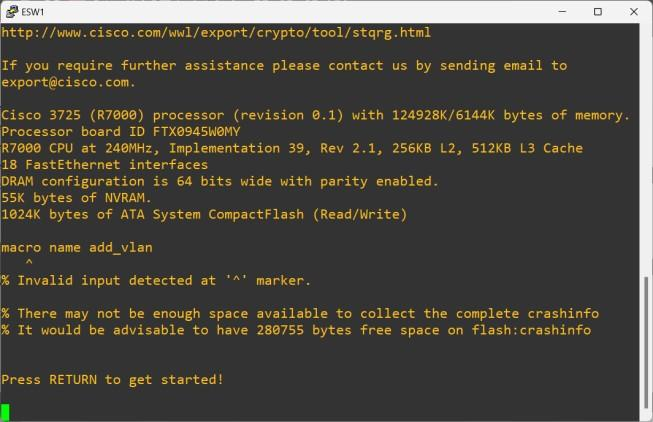 ESW1
http://www.cisco.com/wwl/export/crypto/tool/stqrg.html
If you require further assistance please contact us by sending email to
export@cisco.com.
Cisco 3725 (R7000) processor (revision 0.1) with 124928K/6144K bytes of memory.
Processor board ID FTX0945W0MY
R7000 CPU at 240MHz, Implementation 39, Rev 2.1, 256KB L2, 512KB L3 Cache
18 FastEthernet interfaces
DRAM configuration is 64 bits wide with parity enabled.
55K bytes of NVRAM.
1024K bytes of ATA System CompactFlash (Read/Write)
macro name add_vlan
^
% Invalid input detected at '^' marker.
% There may not be enough space available to collect the complete crashinfo
% It would be advisable to have 280755 bytes free space on flash:crashinfo
Press RETURN to get started!